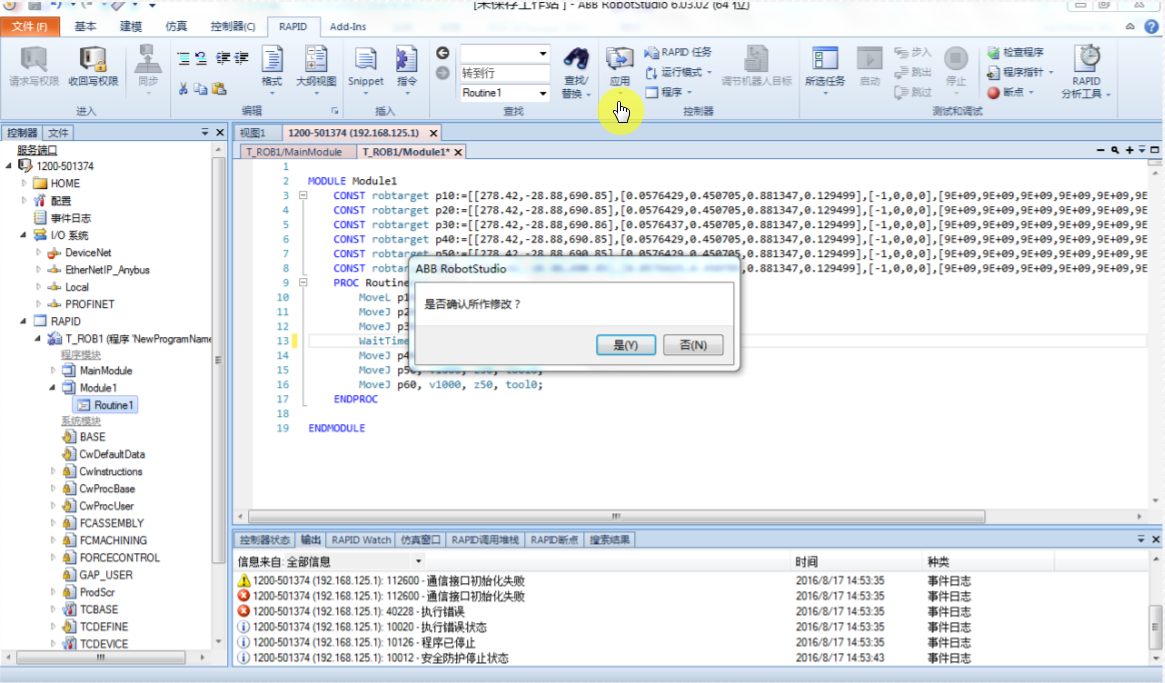 [未保存工作站] - ABB RobotStudio 6.03.02 (64 位)
文件(F) 基本 建模 仿真 控制器(C) RAPID Add-Ins
请求写权限 收回写权限 同步 格式 大纲视图 Snippet 指令 转到行 Routine1 查找/替换 应用 RAPID 任务 运行模式 程序 调节机器人目标 所选任务 启动 步入 跳出 跳过 停止 检查程序 程序指针 断点 RAPID 分析工具
进入 编辑 插入 查找 控制器 测试和调试
控制器 文件
服务端口
1200-501374
HOME
配置
事件日志
I/O 系统
DeviceNet
EtherNetIP_Anybus
Local
PROFINET
RAPID
T_ROB1 (程序 'NewProgramName
程序模块
MainModule
Module1
Routine1
系统模块
BASE
CwDefaultData
CwInstructions
CwProcBase
CwProcUser
FCASSEMBLY
FCMACHINING
FORCECONTROL
GAP_USER
ProdScr
TCBASE
TCDEFINE
TCDEVICE
视图1 1200-501374 (192.168.125.1)
T_ROB1/MainModule T_ROB1/Module1*
1
2 MODULE Module1
3 CONST robtarget p10:=[[278.42,-28.88,690.85],[0.0576429,0.450705,0.881347,0.129499],[-1,0,0,0],[9E+09,9E+09,9E+09,9E+09,9E+09,9E
4 CONST robtarget p20:=[[278.42,-28.88,690.85],[0.0576429,0.450705,0.881347,0.129499],[-1,0,0,0],[9E+09,9E+09,9E+09,9E+09,9E+09,9E
5 CONST robtarget p30:=[[278.42,-28.88,690.86],[0.0576437,0.450705,0.881347,0.129499],[-1,0,0,0],[9E+09,9E+09,9E+09,9E+09,9E+09,9E
6 CONST robtarget p40:=[[278.42,-28.88,690.85],[0.0576429,0.450705,0.881347,0.129499],[-1,0,0,0],[9E+09,9E+09,9E+09,9E+09,9E+09,9E
7 CONST robtarget p50:= .881347,0.129499],[-1,0,0,0],[9E+09,9E+09,9E+09,9E+09,9E+09,9E
8 CONST robtar .881347,0.129499],[-1,0,0,0],[9E+09,9E+09,9E+09,9E+09,9E+09,9E
9 PROC Routine
10 MoveL p1
11 MoveJ p2
12 MoveJ p3
13 WaitTime
14 MoveJ p4
15 MoveJ p50, v1000, z50, tool0;
16 MoveJ p60, v1000, z50, tool0;
17 ENDPROC
18
19 ENDMODULE
ABB RobotStudio
是否确认所作修改？
是(Y) 否(N)
控制器状态 输出 RAPID Watch 仿真窗口 RAPID调用堆栈 RAPID断点 搜索结果
信息来自: 全部信息 时间 种类
1200-501374 (192.168.125.1): 112600 - 通信接口初始化失败 2016/8/17 14:53:35 事件日志
1200-501374 (192.168.125.1): 112600 - 通信接口初始化失败 2016/8/17 14:53:35 事件日志
1200-501374 (192.168.125.1): 40228 - 执行错误 2016/8/17 14:53:35 事件日志
1200-501374 (192.168.125.1): 10020 - 执行错误状态 2016/8/17 14:53:35 事件日志
1200-501374 (192.168.125.1): 10126 - 程序已停止 2016/8/17 14:53:35 事件日志
1200-501374 (192.168.125.1): 10012 - 安全防护停止状态 2016/8/17 14:53:43 事件日志